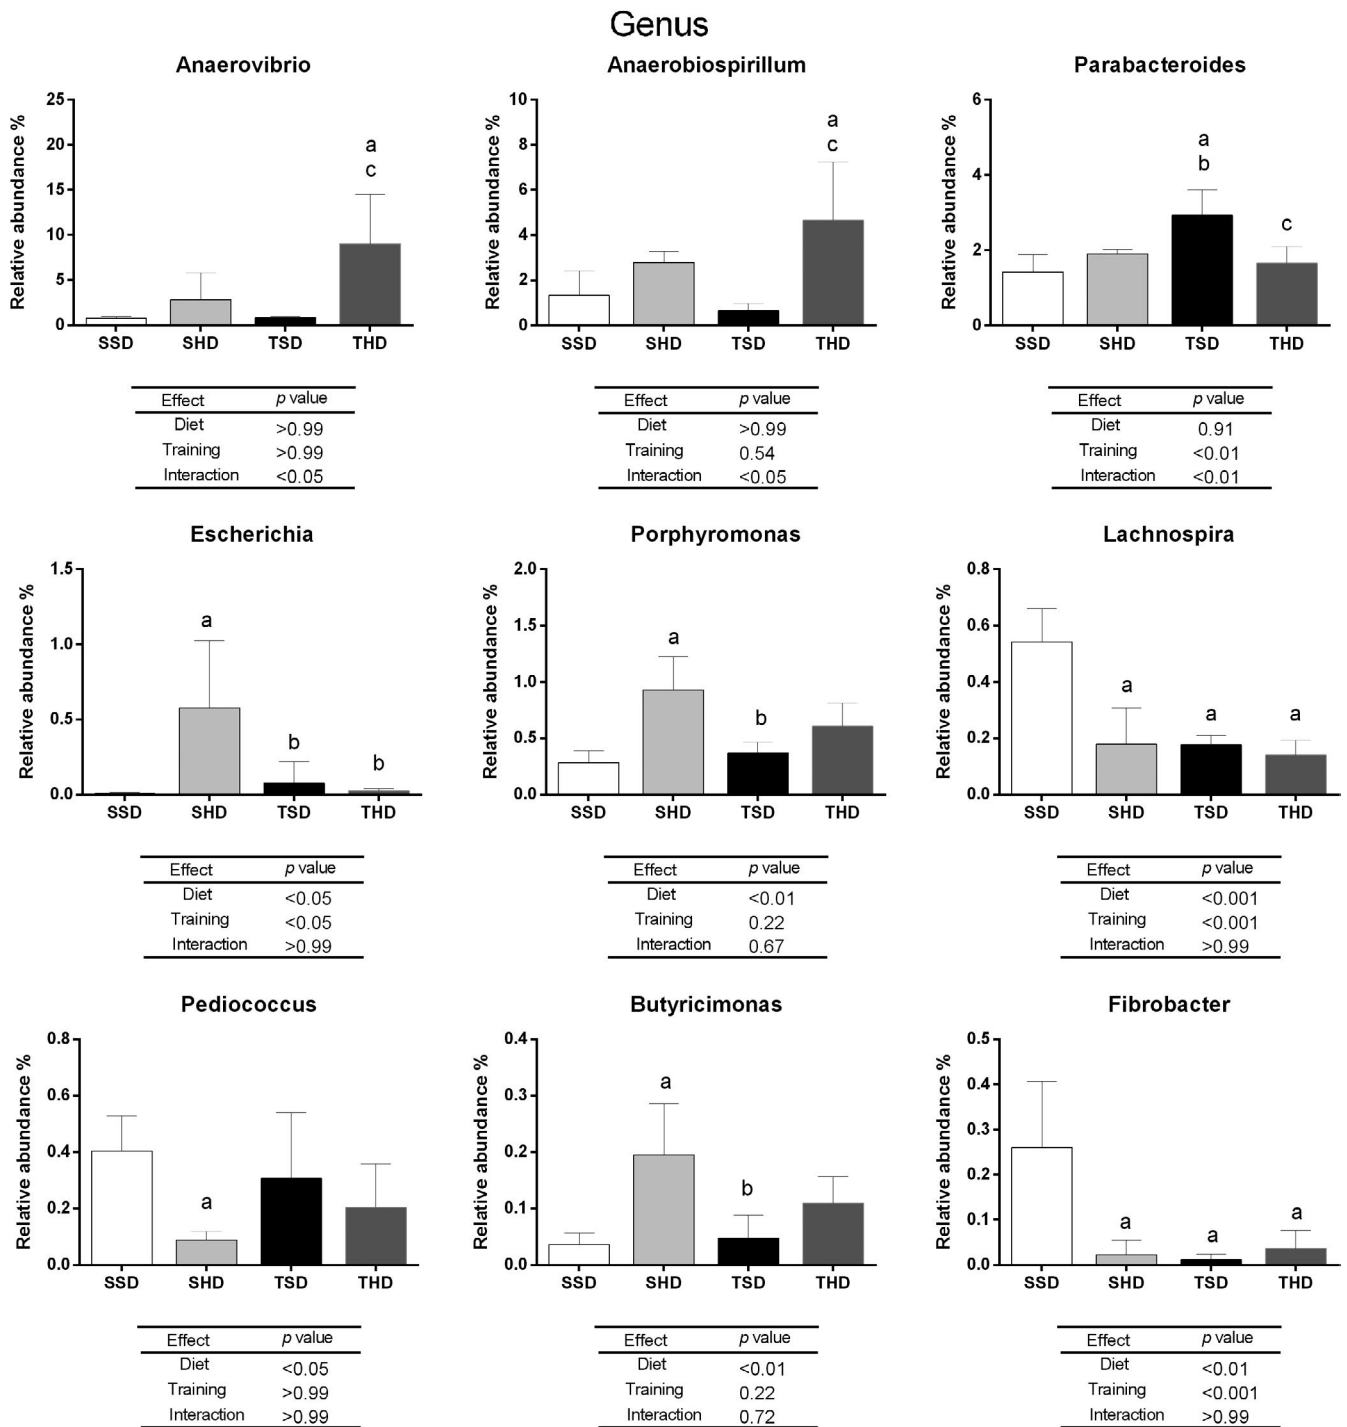 Genus
Anaerovibrio
Relative abundance %
25
20
15
10
5
0
a
c
SSD SHD TSD THD
Effect p value
Diet >0.99
Training >0.99
Interaction <0.05
Anaerobiospirillum
Relative abundance %
10
8
6
4
2
0
a
c
SSD SHD TSD THD
Effect p value
Diet >0.99
Training 0.54
Interaction <0.05
Parabacteroides
Relative abundance %
6
4
2
0
a
b
c
SSD SHD TSD THD
Effect p value
Diet 0.91
Training <0.01
Interaction <0.01
Escherichia
Relative abundance %
1.5
1.0
0.5
0.0
a
b
b
SSD SHD TSD THD
Effect p value
Diet <0.05
Training <0.05
Interaction >0.99
Porphyromonas
Relative abundance %
2.0
1.5
1.0
0.5
0.0
a
b
SSD SHD TSD THD
Effect p value
Diet <0.01
Training 0.22
Interaction 0.67
Lachnospira
Relative abundance %
0.8
0.6
0.4
0.2
0.0
a a a
SSD SHD TSD THD
Effect p value
Diet <0.001
Training <0.001
Interaction >0.99
Pediococcus
Relative abundance %
0.8
0.6
0.4
0.2
0.0
a
SSD SHD TSD THD
Effect p value
Diet <0.05
Training >0.99
Interaction >0.99
Butyricimonas
Relative abundance %
0.4
0.3
0.2
0.1
0.0
a
b
SSD SHD TSD THD
Effect p value
Diet <0.01
Training 0.22
Interaction 0.72
Fibrobacter
Relative abundance %
0.5
0.4
0.3
0.2
0.1
0.0
a a a
SSD SHD TSD THD
Effect p value
Diet <0.01
Training <0.001
Interaction >0.99